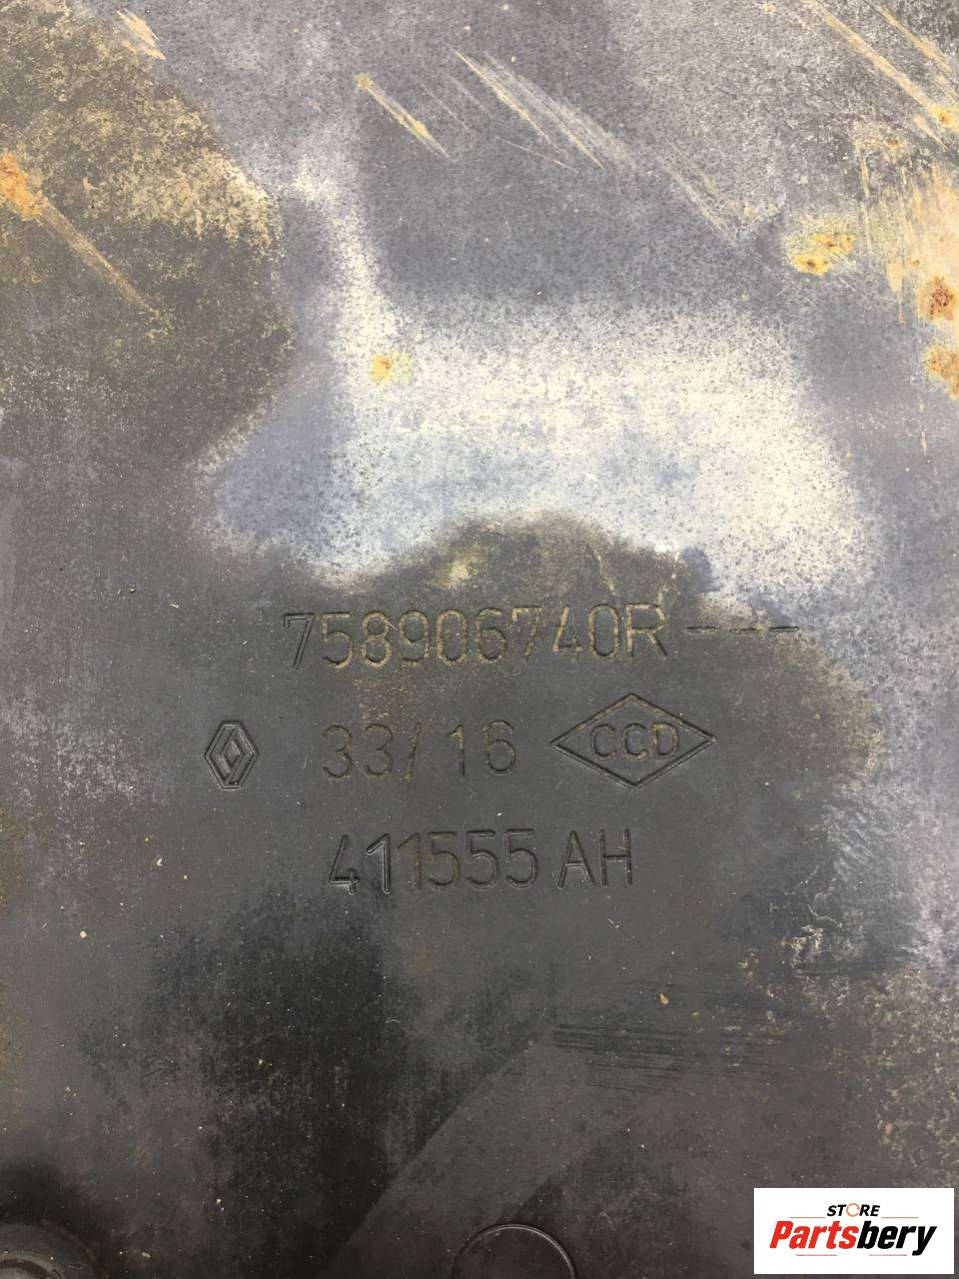 758906740R---
33/16 CCD
411555 AH
STORE
Partsbery